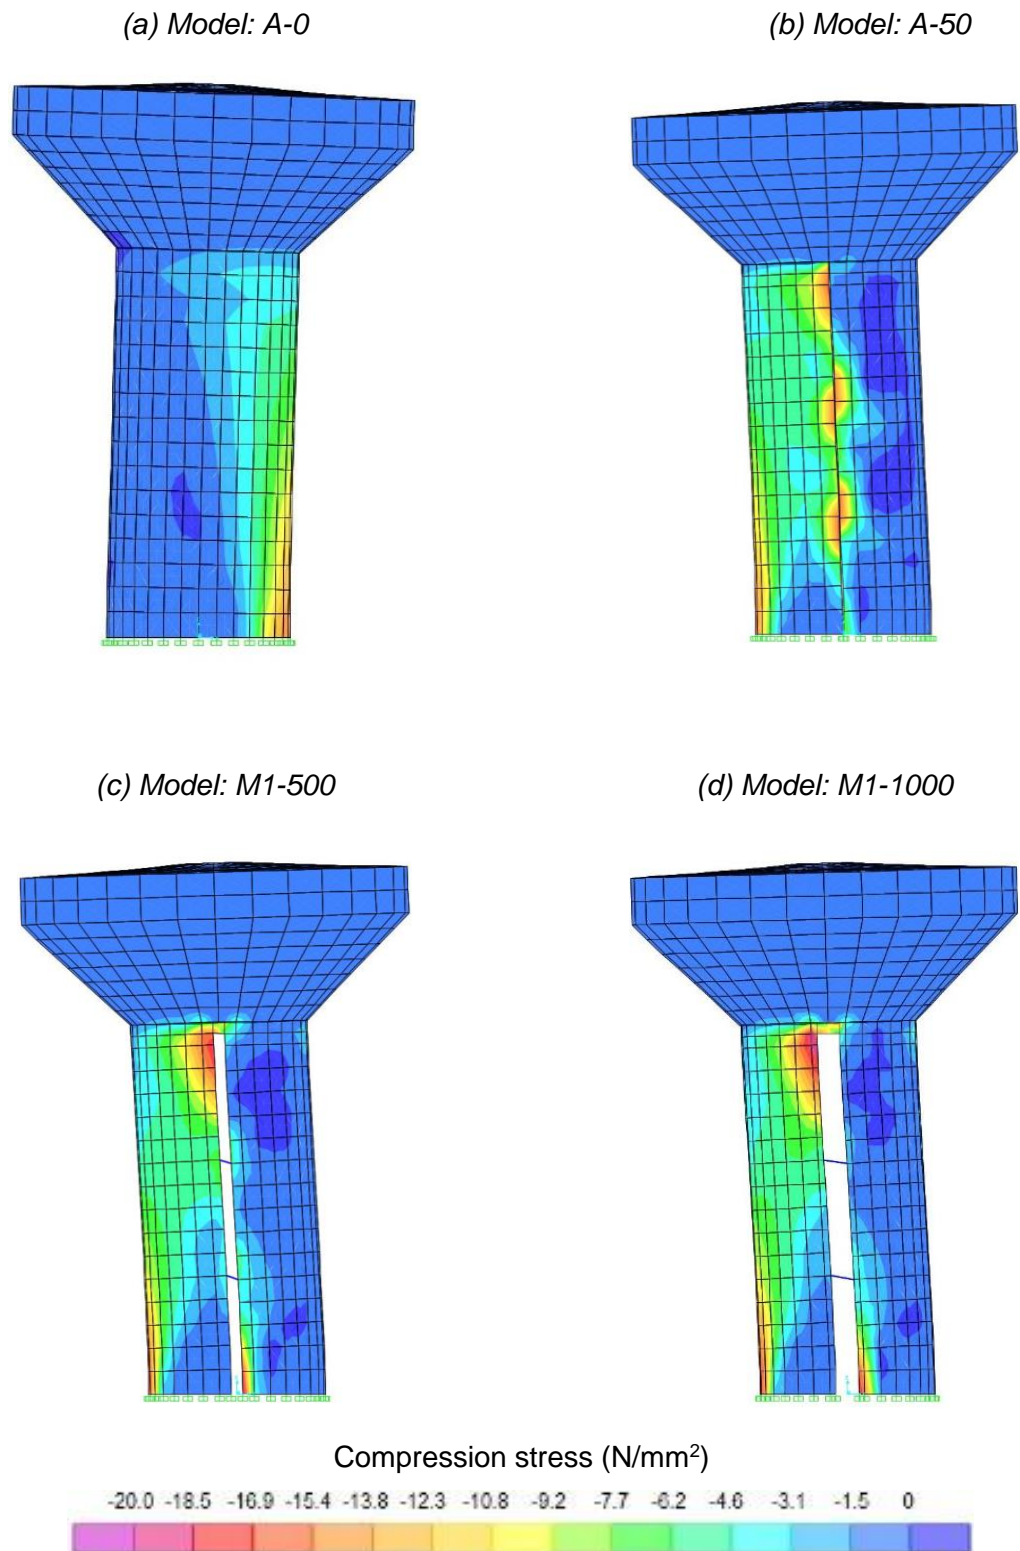 (a) Model: A-0
(b) Model: A-50
(c) Model: M1-500
(d) Model: M1-1000
Compression stress (N/mm²)
-20.0 -18.5 -16.9 -15.4 -13.8 -12.3 -10.8 -9.2 -7.7 -6.2 -4.6 -3.1 -1.5 0